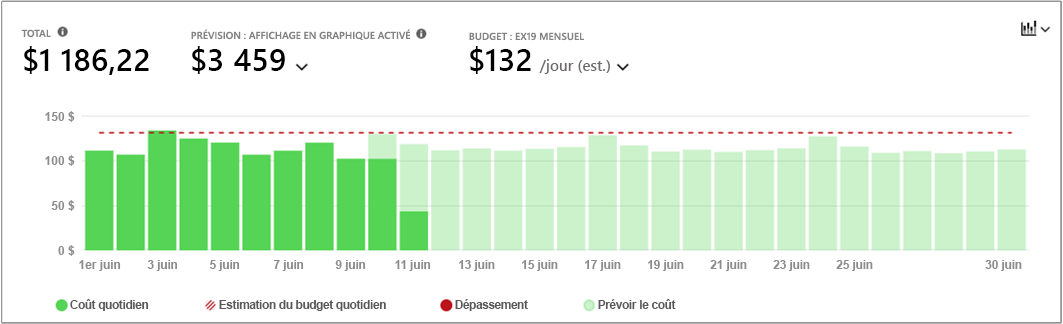 TOTAL
PRÉVISION : AFFICHAGE EN GRAPHIQUE ACTIVÉ
BUDGET : EX19 MENSUEL
$1 186,22
$3 459
$132 /jour (est.)
150 $
100 $
50 $
0 $
1er juin 3 juin 5 juin 7 juin 9 juin 11 juin 13 juin 15 juin 17 juin 19 juin 21 juin 23 juin 25 juin 30 juin
Coût quotidien Estimation du budget quotidien Dépassement Prévoir le coût